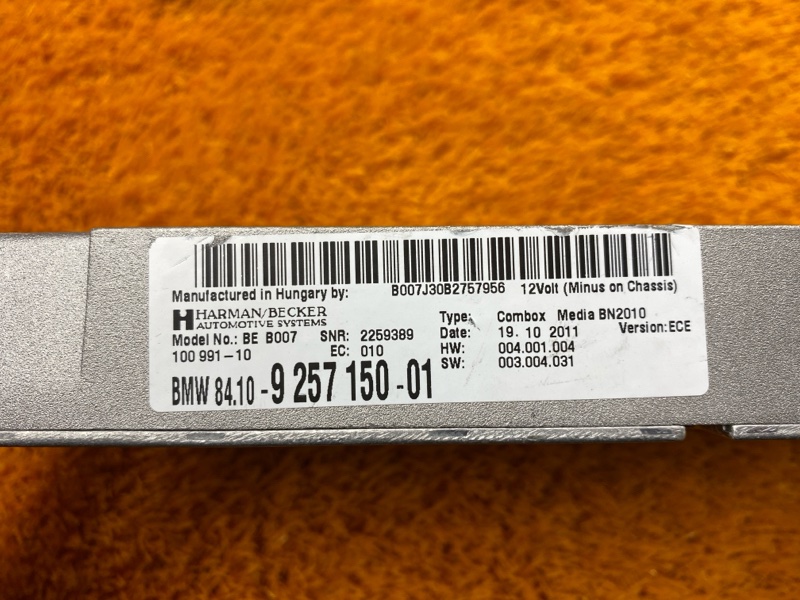 B007J30B2757956 12Volt (Minus on Chassis)
Manufactured in Hungary by:
HARMAN/BECKER
AUTOMOTIVE SYSTEMS
Model No.: BE B007 SNR: 2259389
100 991-10 EC: 010
BMW 84.10 - 9 257 150 - 01
Type: Combox Media BN2010
Date: 19. 10 2011 Version: ECE
HW: 004.001.004
SW: 003.004.031